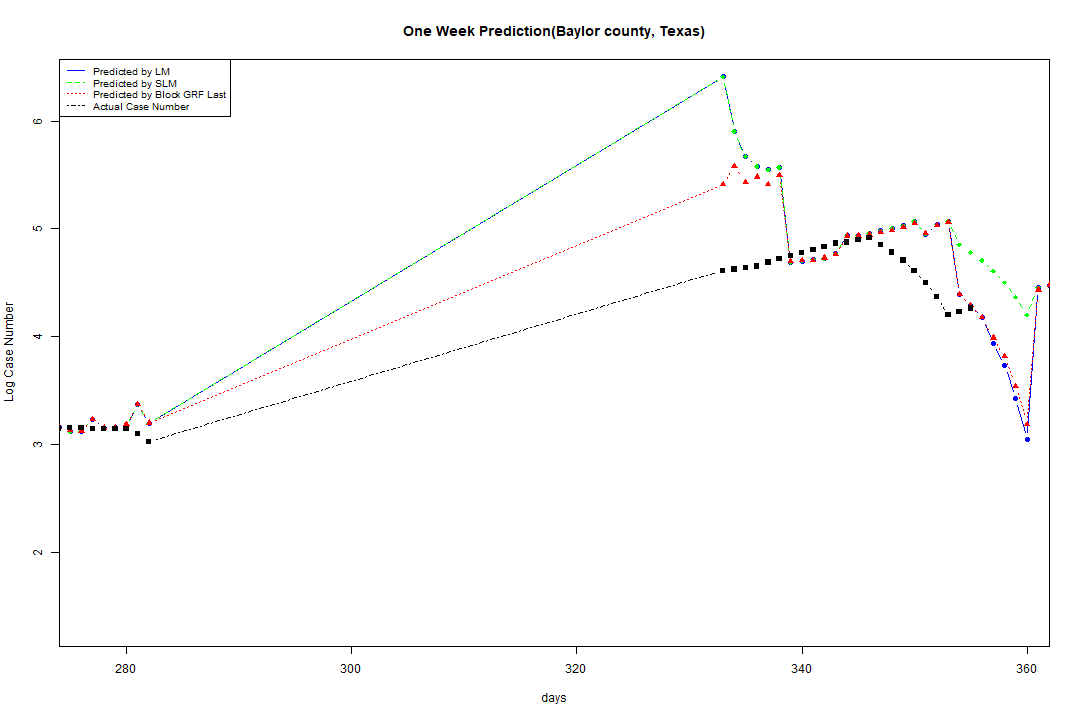 One Week Prediction(Baylor county, Texas)
Predicted by LM
Predicted by SLM
Predicted by Block GRF Last
Actual Case Number
6
5
4
3
2
Log Case Number
280 300 320 340 360
days